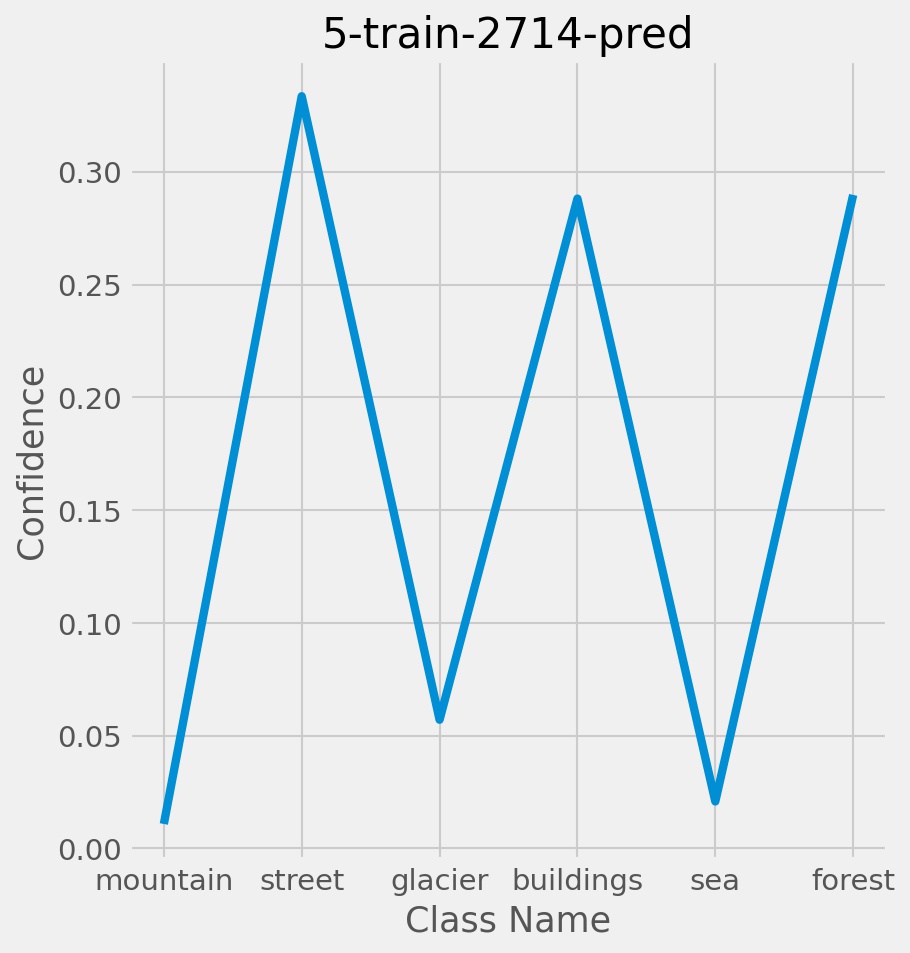 5-train-2714-pred
Confidence
0.30
0.25
0.20
0.15
0.10
0.05
0.00
mountain street glacier buildings sea forest
Class Name